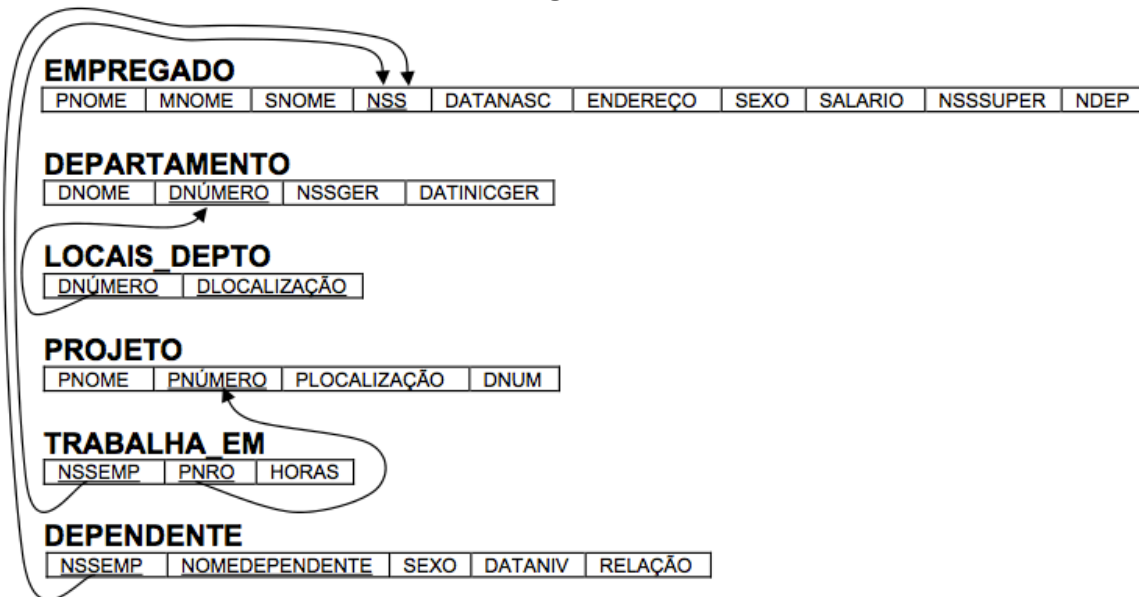 EMPREGADO
PNOME MNOME SNOME NSS DATANASC ENDEREÇO SEXO SALARIO NSSSUPER NDEP
DEPARTAMENTO
DNOME DNÚMERO NSSGER DATINICGER
LOCAIS_DEPTO
DNÚMERO DLOCALIZAÇÃO
PROJETO
PNOME PNÚMERO PLOCALIZAÇÃO DNUM
TRABALHA_EM
NSSEMP PNRO HORAS
DEPENDENTE
NSSEMP NOMEDEPENDENTE SEXO DATANIV RELAÇÃO